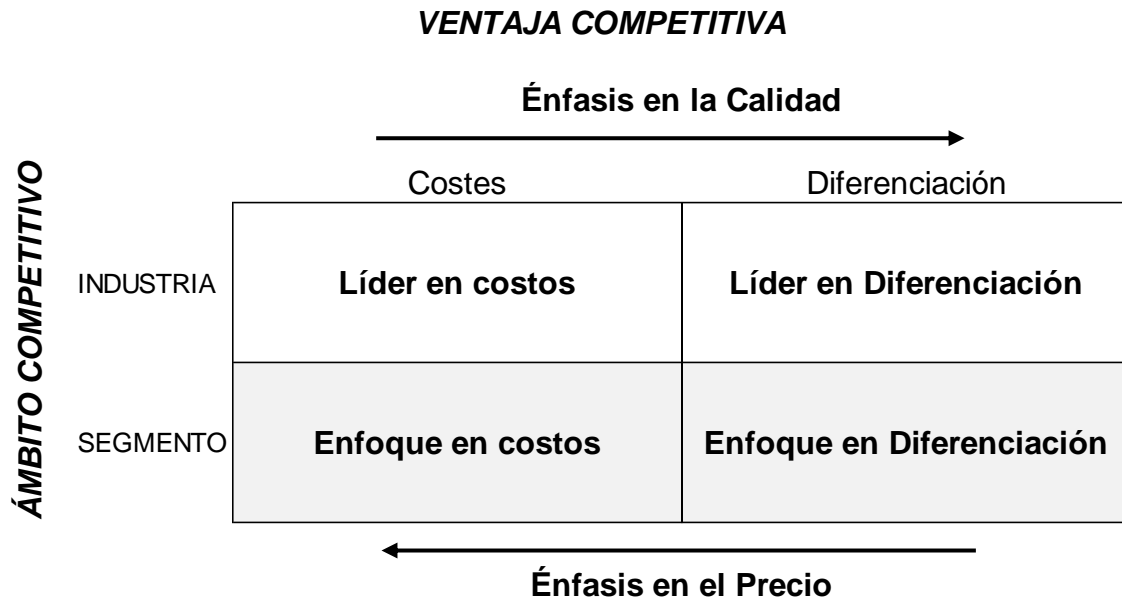 VENTAJA COMPETITIVA
Énfasis en la Calidad
Costes Diferenciación
ÁMBITO COMPETITIVO
INDUSTRIA Líder en costos Líder en Diferenciación
SEGMENTO Enfoque en costos Enfoque en Diferenciación
Énfasis en el Precio